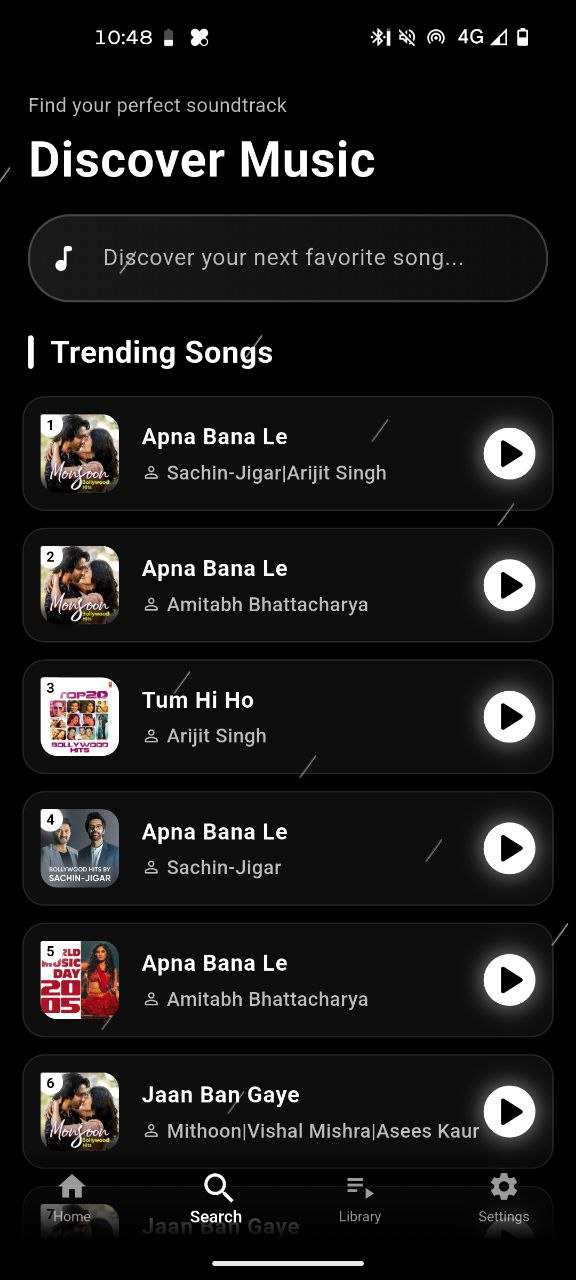 10:48 4G
Find your perfect soundtrack
Discover Music
Discover your next favorite song...
Trending Songs
1
Monsoon
Bollywood
Hits
Apna Bana Le
Sachin-Jigar|Arijit Singh
2
Monsoon
Bollywood
Hits
Apna Bana Le
Amitabh Bhattacharya
3
TOP20
BOLLYWOOD
HITS
Tum Hi Ho
Arijit Singh
4
BOLLYWOOD HITS BY
SACHIN-JIGAR
Apna Bana Le
Sachin-Jigar
5
RLD
MUSIC
DAY
20
05
Apna Bana Le
Amitabh Bhattacharya
6
Monsoon
Bollywood
Hits
Jaan Ban Gaye
Mithoon|Vishal Mishra|Asees Kaur
7
Jaan Ban Gaye
Home
Search
Library
Settings